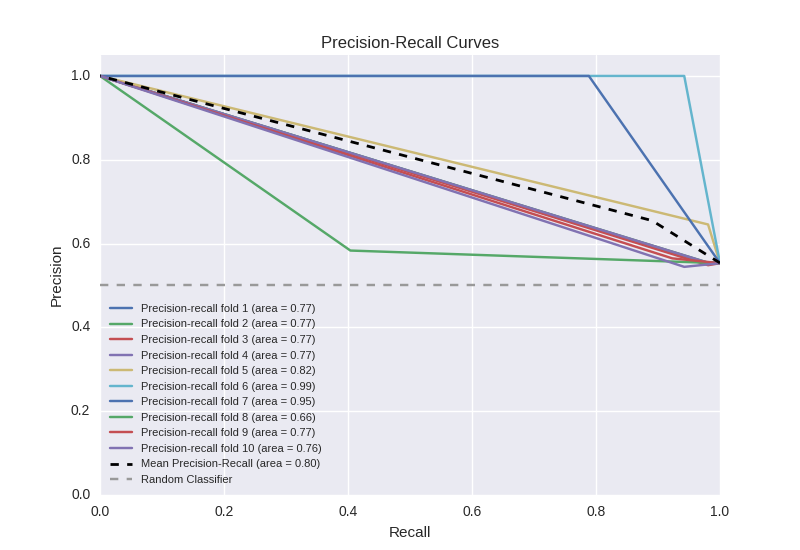 Precision-Recall Curves
1.0
0.8
0.6
0.4
0.2
0.0
Precision
Precision-recall fold 1 (area = 0.77)
Precision-recall fold 2 (area = 0.77)
Precision-recall fold 3 (area = 0.77)
Precision-recall fold 4 (area = 0.77)
Precision-recall fold 5 (area = 0.82)
Precision-recall fold 6 (area = 0.99)
Precision-recall fold 7 (area = 0.95)
Precision-recall fold 8 (area = 0.66)
Precision-recall fold 9 (area = 0.77)
Precision-recall fold 10 (area = 0.76)
Mean Precision-Recall (area = 0.80)
Random Classifier
0.0 0.2 0.4 0.6 0.8 1.0
Recall